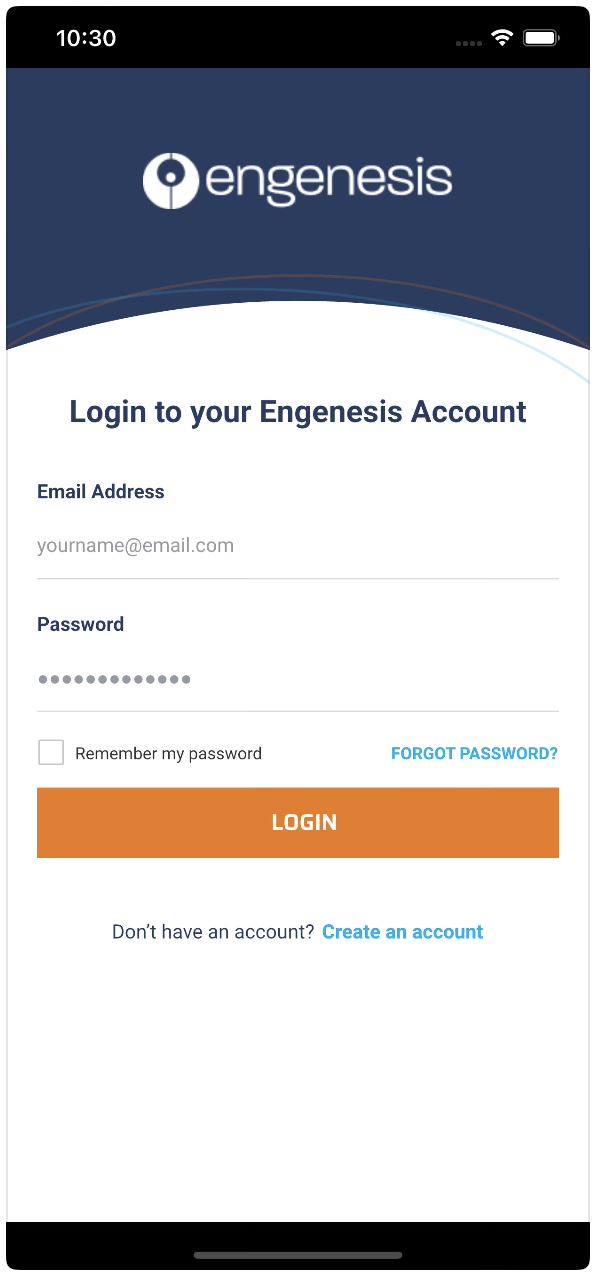 10:30
engenesis
Login to your Engenesis Account
Email Address
yourname@email.com
Password
•••••••••••••
Remember my password FORGOT PASSWORD?
LOGIN
Don’t have an account? Create an account